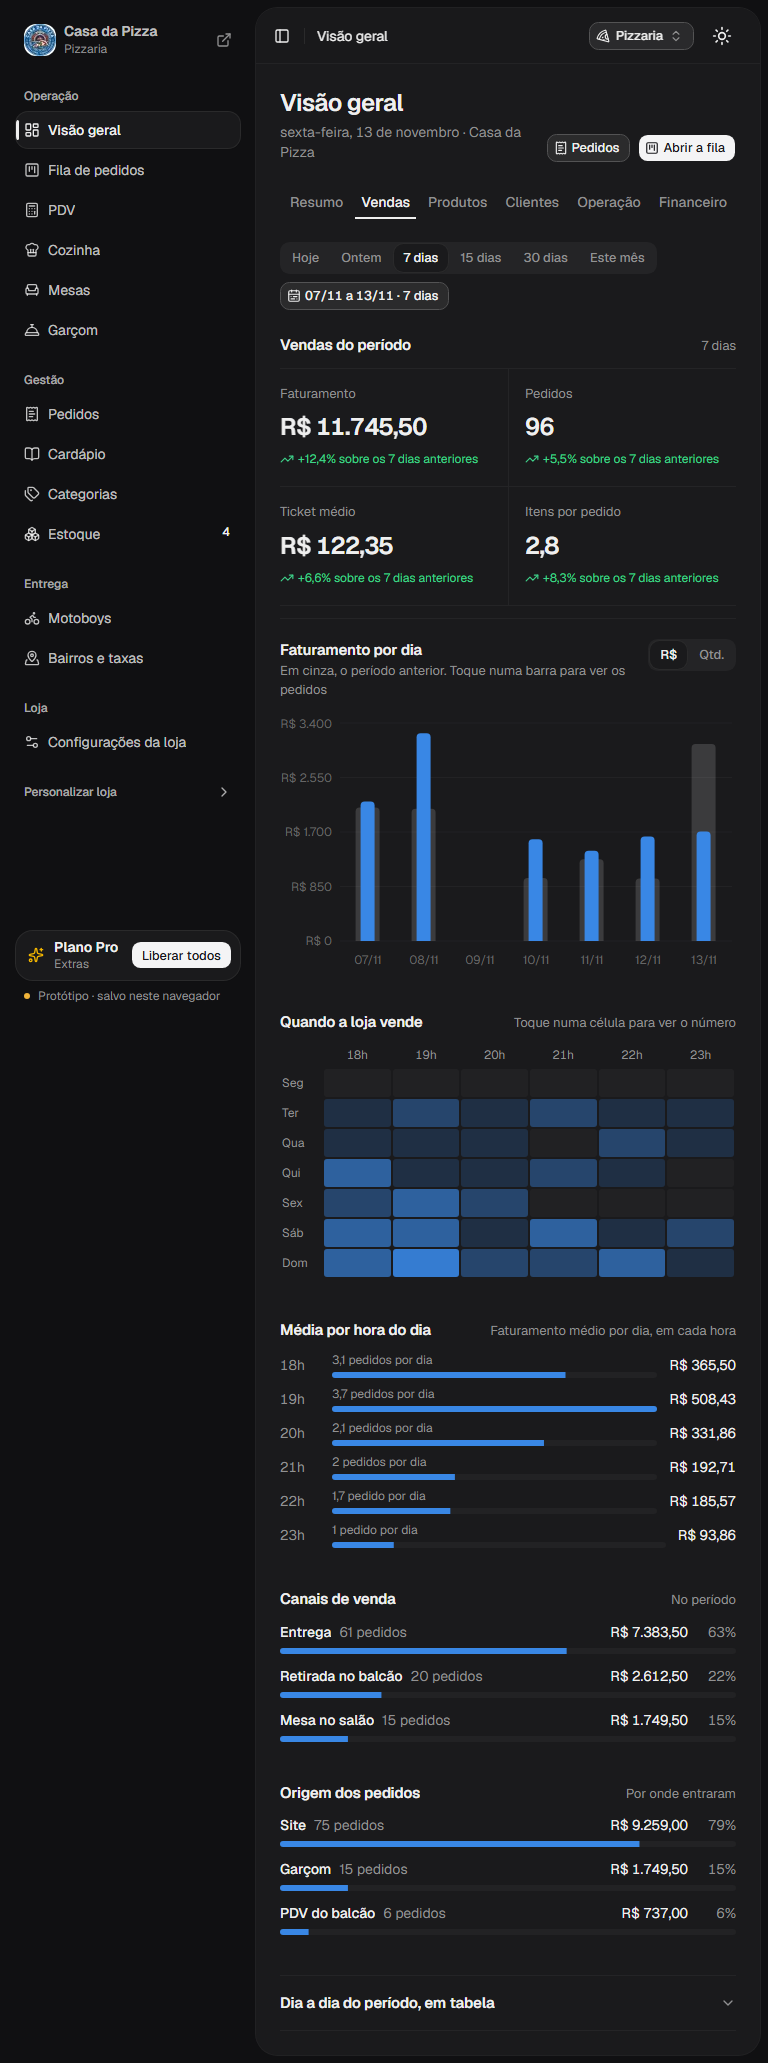 Casa da Pizza
Pizzaria
Operação
Visão geral
Fila de pedidos
PDV
Cozinha
Mesas
Garçom
Gestão
Pedidos
Cardápio
Categorias
Estoque 4
Entrega
Motoboys
Bairros e taxas
Loja
Configurações da loja
Personalizar loja
Plano Pro
Extras
Liberar todos
Protótipo · salvo neste navegador
Visão geral
Pizzaria
Visão geral
sexta-feira, 13 de novembro · Casa da
Pizza
Pedidos
Abrir a fila
Resumo Vendas Produtos Clientes Operação Financeiro
Hoje Ontem 7 dias 15 dias 30 dias Este mês
07/11 a 13/11 · 7 dias
Vendas do período 7 dias
Faturamento
R$ 11.745,50
+12,4% sobre os 7 dias anteriores
Pedidos
96
+5,5% sobre os 7 dias anteriores
Ticket médio
R$ 122,35
+6,6% sobre os 7 dias anteriores
Itens por pedido
2,8
+8,3% sobre os 7 dias anteriores
Faturamento por dia
Em cinza, o período anterior. Toque numa barra para ver os
pedidos
R$ Qtd.
R$ 3.400
R$ 2.550
R$ 1.700
R$ 850
R$ 0
07/11 08/11 09/11 10/11 11/11 12/11 13/11
Quando a loja vende Toque numa célula para ver o número
18h 19h 20h 21h 22h 23h
Seg
Ter
Qua
Qui
Sex
Sáb
Dom
Média por hora do dia Faturamento médio por dia, em cada hora
18h 3,1 pedidos por dia R$ 365,50
19h 3,7 pedidos por dia R$ 508,43
20h 2,1 pedidos por dia R$ 331,86
21h 2 pedidos por dia R$ 192,71
22h 1,7 pedido por dia R$ 185,57
23h 1 pedido por dia R$ 93,86
Canais de venda No período
Entrega 61 pedidos R$ 7.383,50 63%
Retirada no balcão 20 pedidos R$ 2.612,50 22%
Mesa no salão 15 pedidos R$ 1.749,50 15%
Origem dos pedidos Por onde entraram
Site 75 pedidos R$ 9.259,00 79%
Garçom 15 pedidos R$ 1.749,50 15%
PDV do balcão 6 pedidos R$ 737,00 6%
Dia a dia do período, em tabela